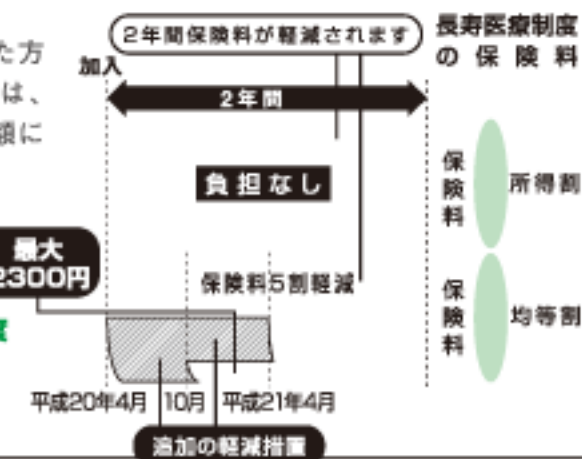 た方
は、
額に
2年間保険料が軽減されます
加入
2年間
負担なし
最大
2300円
保険料5割軽減
平成20年4月
10月
平成21年4月
追加の軽減措置
長寿医療制度
の保険料
保険料
所得割
保険料
均等割